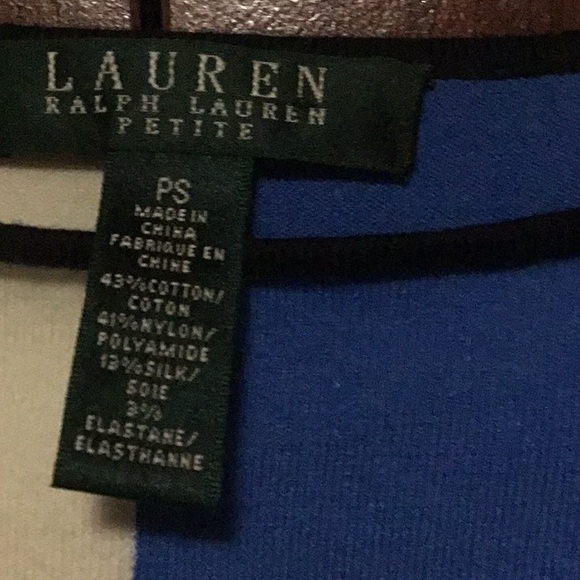 LAUREN
RALPH LAUREN
PETITE
PS
MADE IN
CHINA
FABRIQUE EN
CHINE
43%COTTON/
COTON
41%NYLON/
POLYAMIDE
13%SILK/
SOIE
3%
ELASTANE/
ELASTHANNE